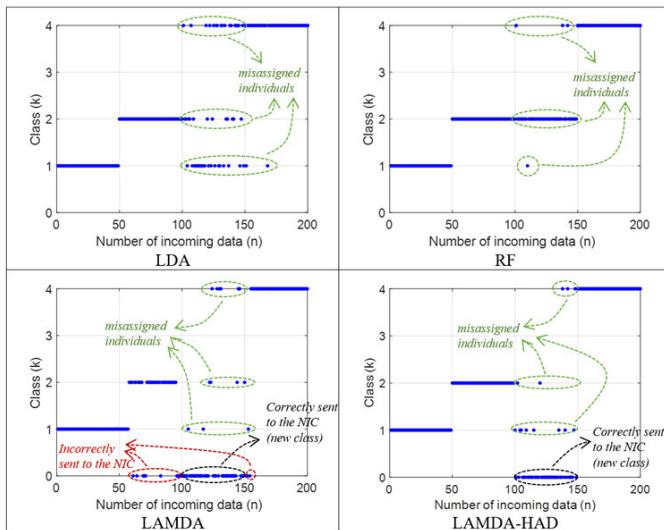 4
3
2
1
0
Class (k)
misassigned
individuals
0 50 100 150 200
Number of incoming data (n)
LDA
4
3
2
1
0
Class (k)
misassigned
individuals
0 50 100 150 200
Number of incoming data (n)
RF
4
3
2
1
0
Class (k)
misassigned
individuals
Correctly sent
to the NIC
(new class)
Incorrectly
sent to the NIC
0 50 100 150 200
Number of incoming data (n)
LAMDA
4
3
2
1
0
Class (k)
misassigned
individuals
Correctly sent
to the NIC
(new class)
0 50 100 150 200
Number of incoming data (n)
LAMDA-HAD